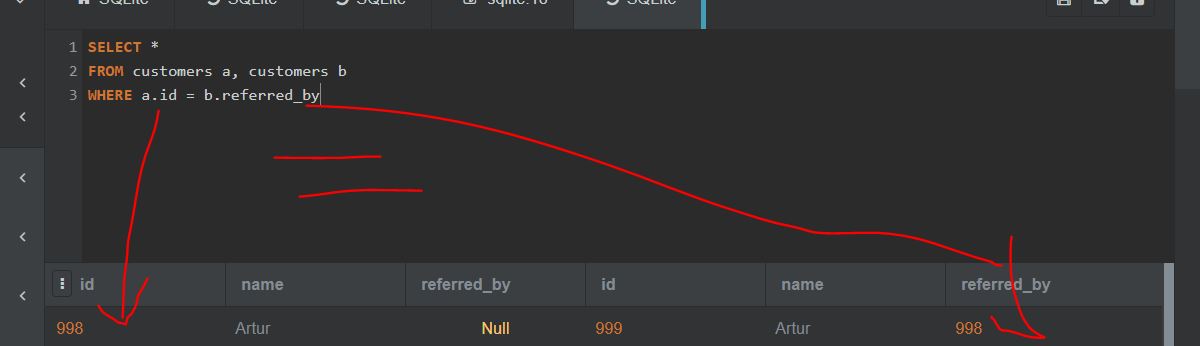 SQLite SQLite SQLite sqlite.16 SQLite
1 SELECT *
2 FROM customers a, customers b
3 WHERE a.id = b.referred_by
id name referred_by id name referred_by
998 Artur Null 999 Artur 998